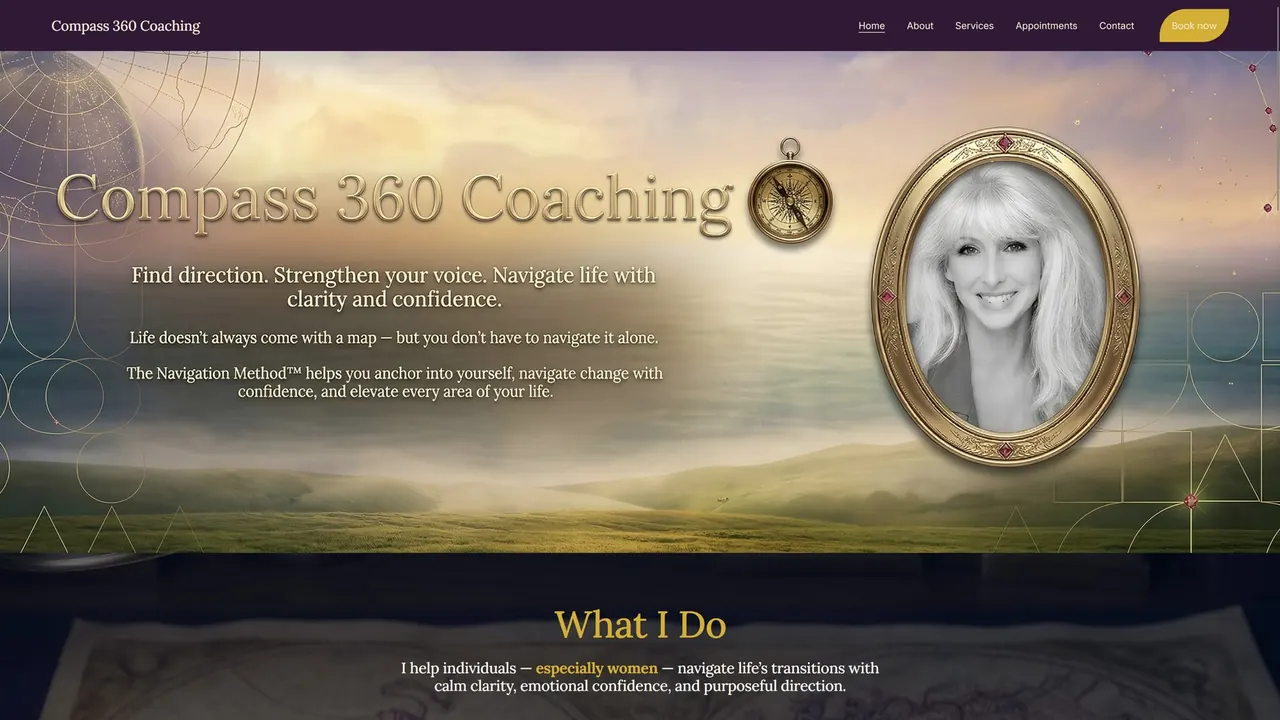 Compass 360 Coaching
Home
About
Services
Appointments
Contact
Book now
Compass 360 Coaching
Find direction. Strengthen your voice. Navigate life with
clarity and confidence.
Life doesn’t always come with a map — but you don’t have to navigate it alone.
The Navigation Method™ helps you anchor into yourself, navigate change with
confidence, and elevate every area of your life.
What I Do
I help individuals — especially women — navigate life’s transitions with
calm clarity, emotional confidence, and purposeful direction.